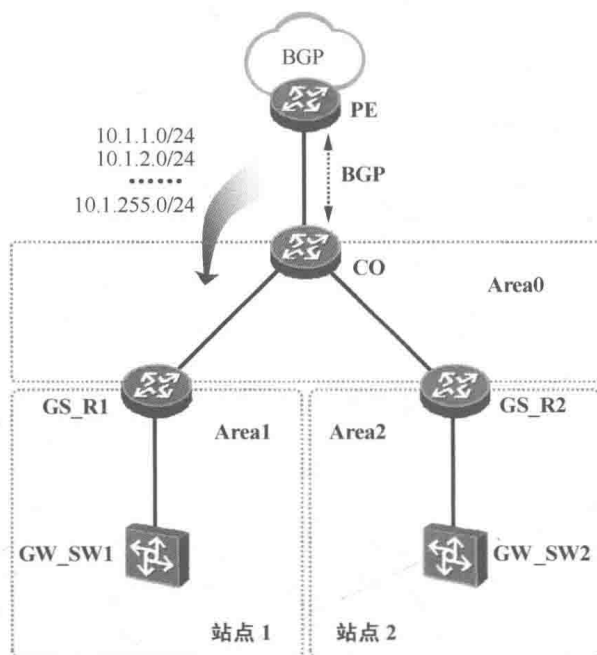 BGP
PE
10.1.1.0/24
10.1.2.0/24
••••••
10.1.255.0/24
BGP
CO
Area0
GS_R1
GS_R2
Area1
Area2
GW_SW1
GW_SW2
站点 1
站点 2